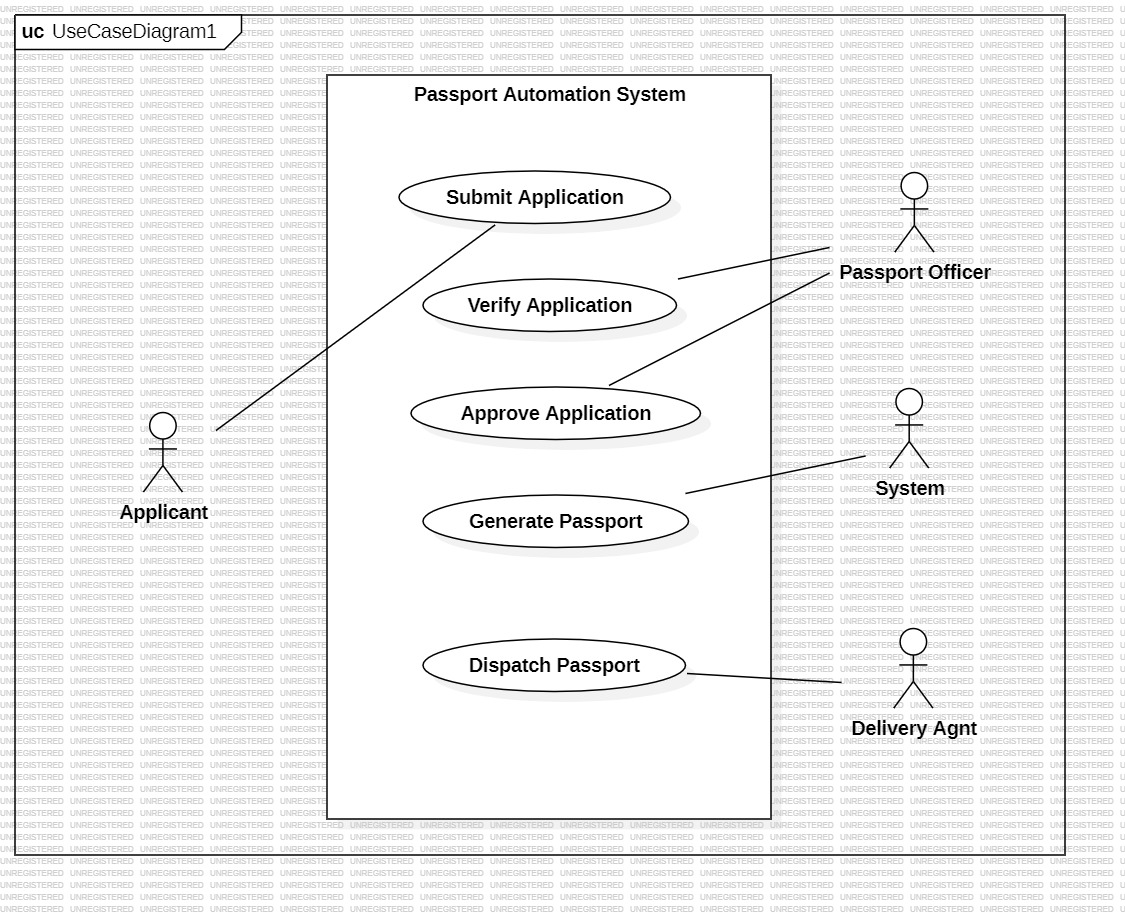 uc UseCaseDiagram1
Passport Automation System
Submit Application
Verify Application
Passport Officer
Approve Application
System
Applicant
Generate Passport
Dispatch Passport
Delivery Agnt
UNREGISTERED